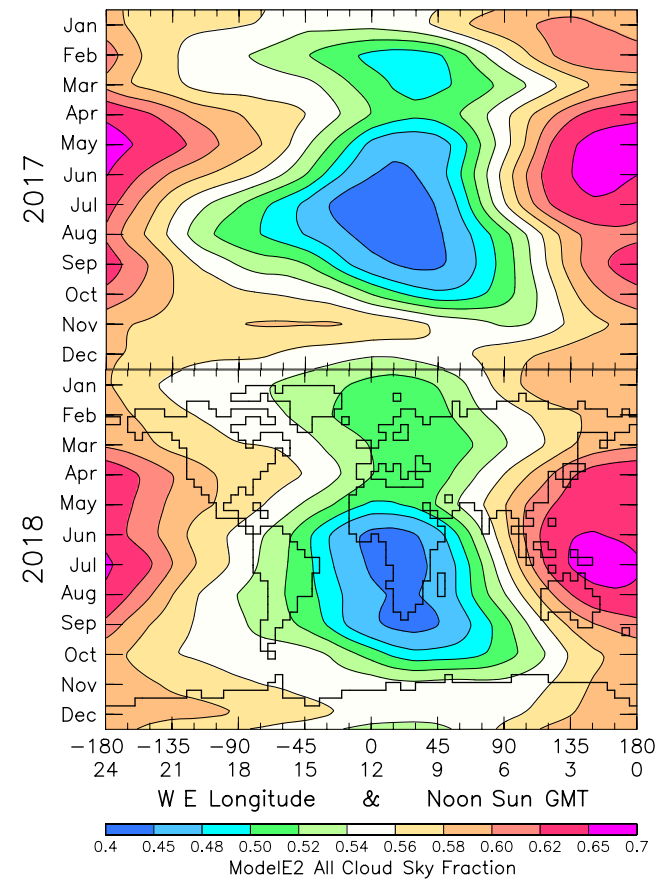 2017
Jan
Feb
Mar
Apr
May
Jun
Jul
Aug
Sep
Oct
Nov
Dec
2018
Jan
Feb
Mar
Apr
May
Jun
Jul
Aug
Sep
Oct
Nov
Dec
−180 −135 −90 −45 0 45 90 135 180
24 21 18 15 12 9 6 3 0
W E Longitude & Noon Sun GMT
0.4 0.45 0.48 0.50 0.52 0.54 0.56 0.58 0.60 0.62 0.65 0.7
ModelE2 All Cloud Sky Fraction